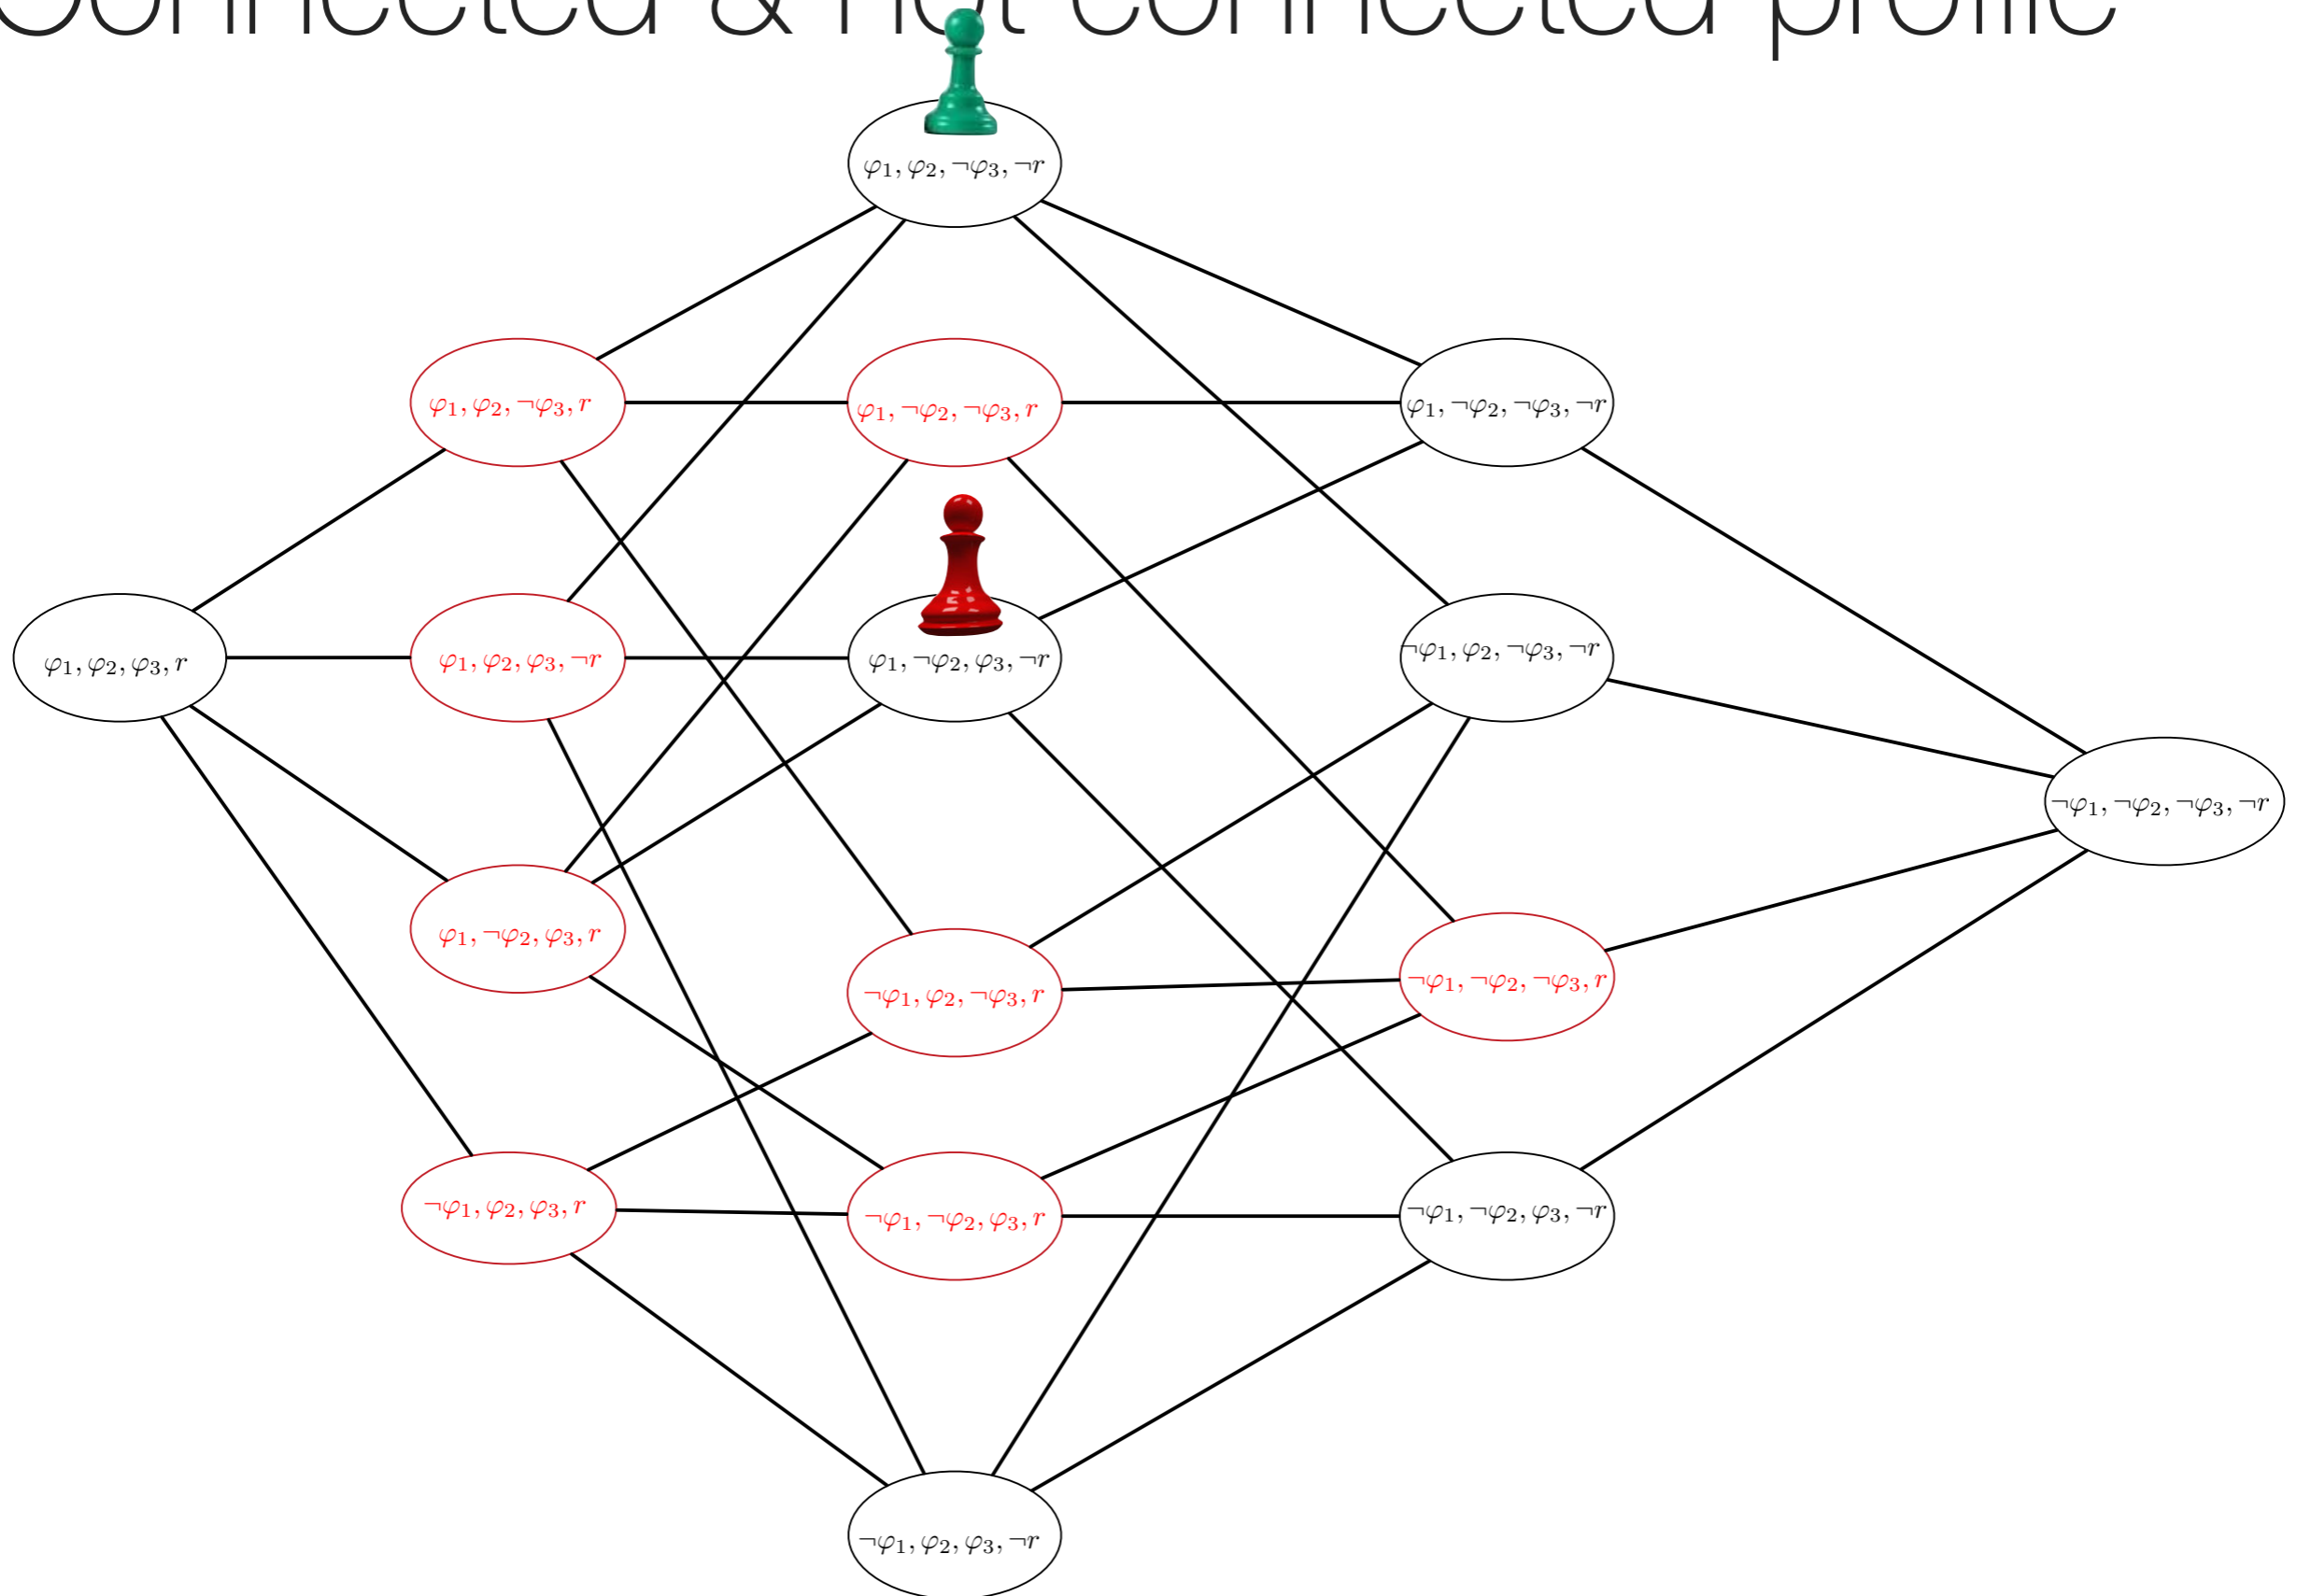 Connected & not connected profile
φ₁, φ₂, ¬φ₃, ¬r
φ₁, φ₂, ¬φ₃, r
φ₁, ¬φ₂, ¬φ₃, r
φ₁, ¬φ₂, ¬φ₃, ¬r
φ₁, φ₂, φ₃, r
φ₁, φ₂, φ₃, ¬r
φ₁, ¬φ₂, φ₃, ¬r
¬φ₁, φ₂, ¬φ₃, ¬r
¬φ₁, ¬φ₂, ¬φ₃, ¬r
φ₁, ¬φ₂, φ₃, r
¬φ₁, φ₂, ¬φ₃, r
¬φ₁, ¬φ₂, ¬φ₃, r
¬φ₁, φ₂, φ₃, r
¬φ₁, ¬φ₂, φ₃, r
¬φ₁, ¬φ₂, φ₃, ¬r
¬φ₁, φ₂, φ₃, ¬r